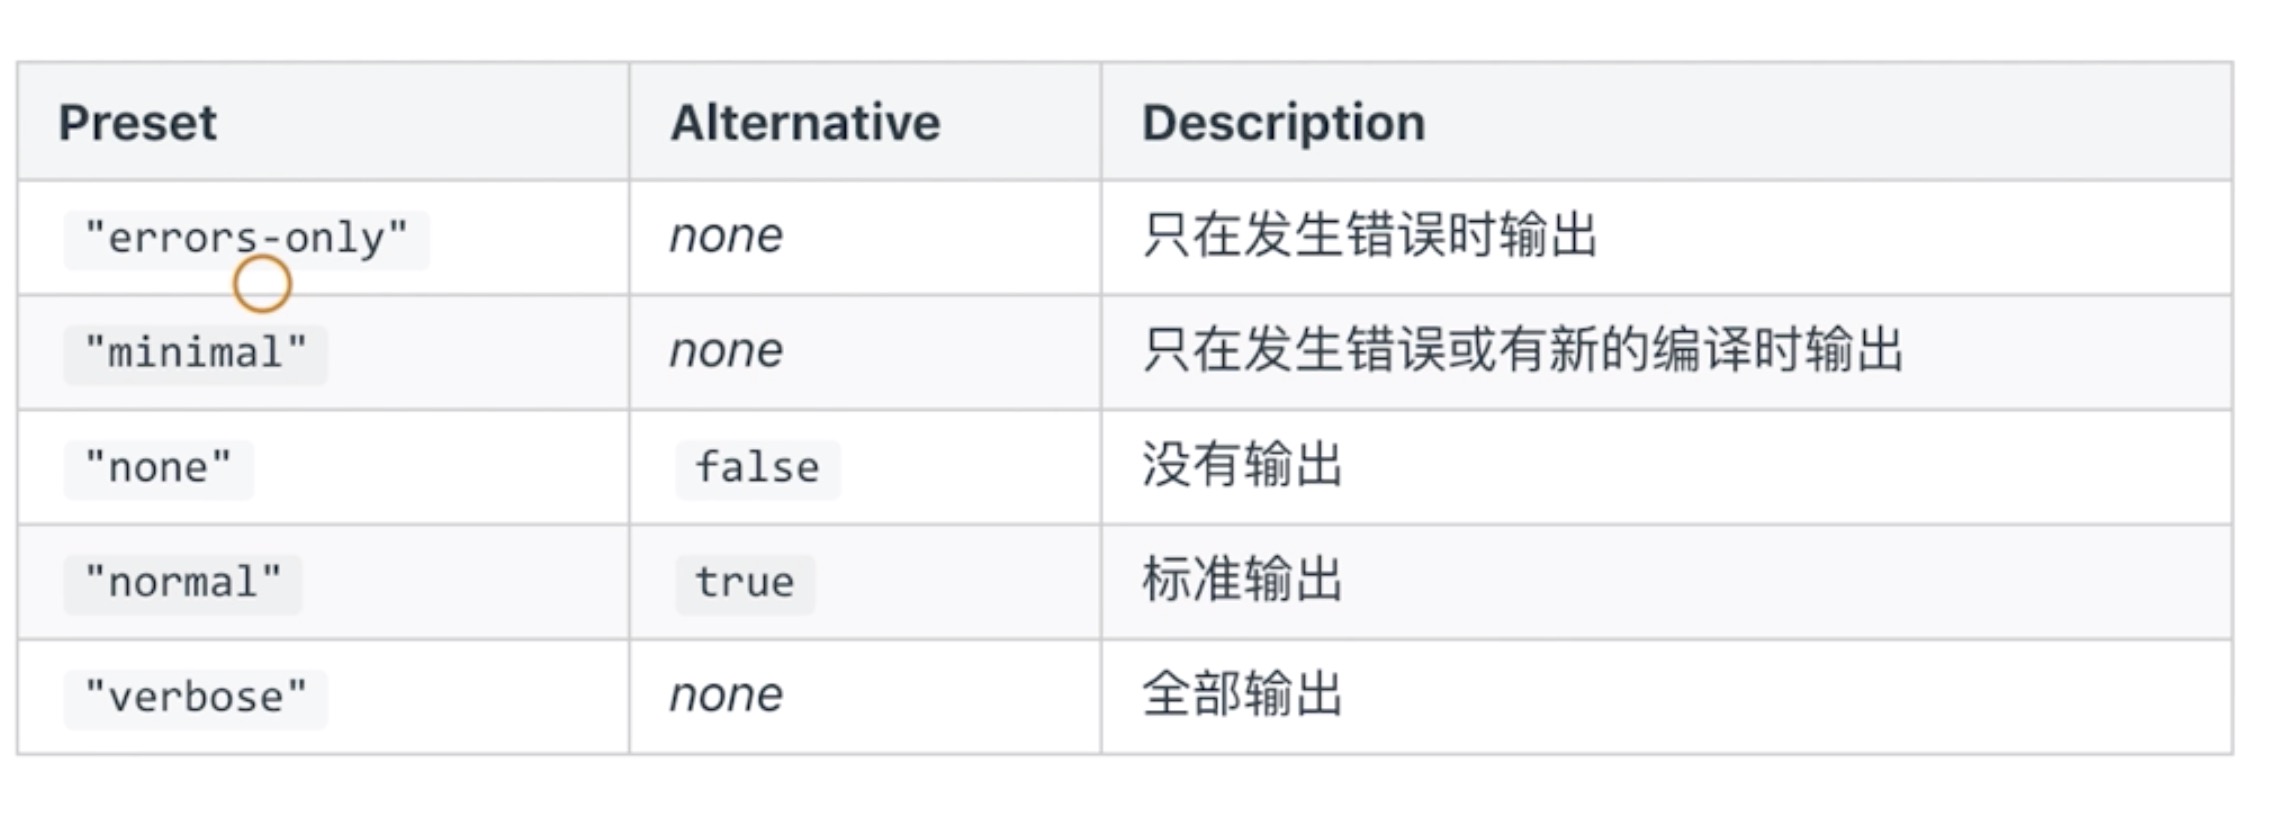 Preset Alternative Description
"errors-only" none 只在发生错误时输出
"minimal" none 只在发生错误或有新的编译时输出
"none" false 没有输出
"normal" true 标准输出
"verbose" none 全部输出